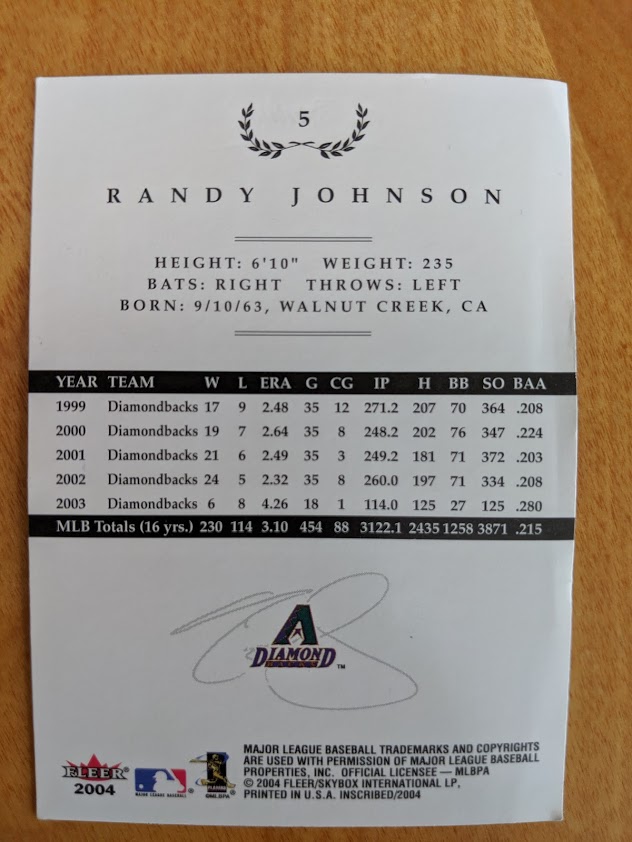 5
RANDY JOHNSON
HEIGHT: 6'10" WEIGHT: 235
BATS: RIGHT THROWS: LEFT
BORN: 9/10/63, WALNUT CREEK, CA
YEAR TEAM W L ERA G CG IP H BB SO BAA
1999 Diamondbacks 17 9 2.48 35 12 271.2 207 70 364 .208
2000 Diamondbacks 19 7 2.64 35 8 248.2 202 76 347 .224
2001 Diamondbacks 21 6 2.49 35 3 249.2 181 71 372 .203
2002 Diamondbacks 24 5 2.32 35 8 260.0 197 71 334 .208
2003 Diamondbacks 6 8 4.26 18 1 114.0 125 27 125 .280
MLB Totals (16 yrs.) 230 114 3.10 454 88 3122.1 2435 1258 3871 .215
A
DIAMOND
BACKS
TM
MAJOR LEAGUE BASEBALL TRADEMARKS AND COPYRIGHTS
ARE USED WITH PERMISSION OF MAJOR LEAGUE BASEBALL
PROPERTIES, INC. OFFICIAL LICENSEE — MLBPA
© 2004 FLEER/SKYBOX INTERNATIONAL LP,
PRINTED IN U.S.A. INSCRIBED/2004
FLEER®
2004
MAJOR LEAGUE BASEBALL